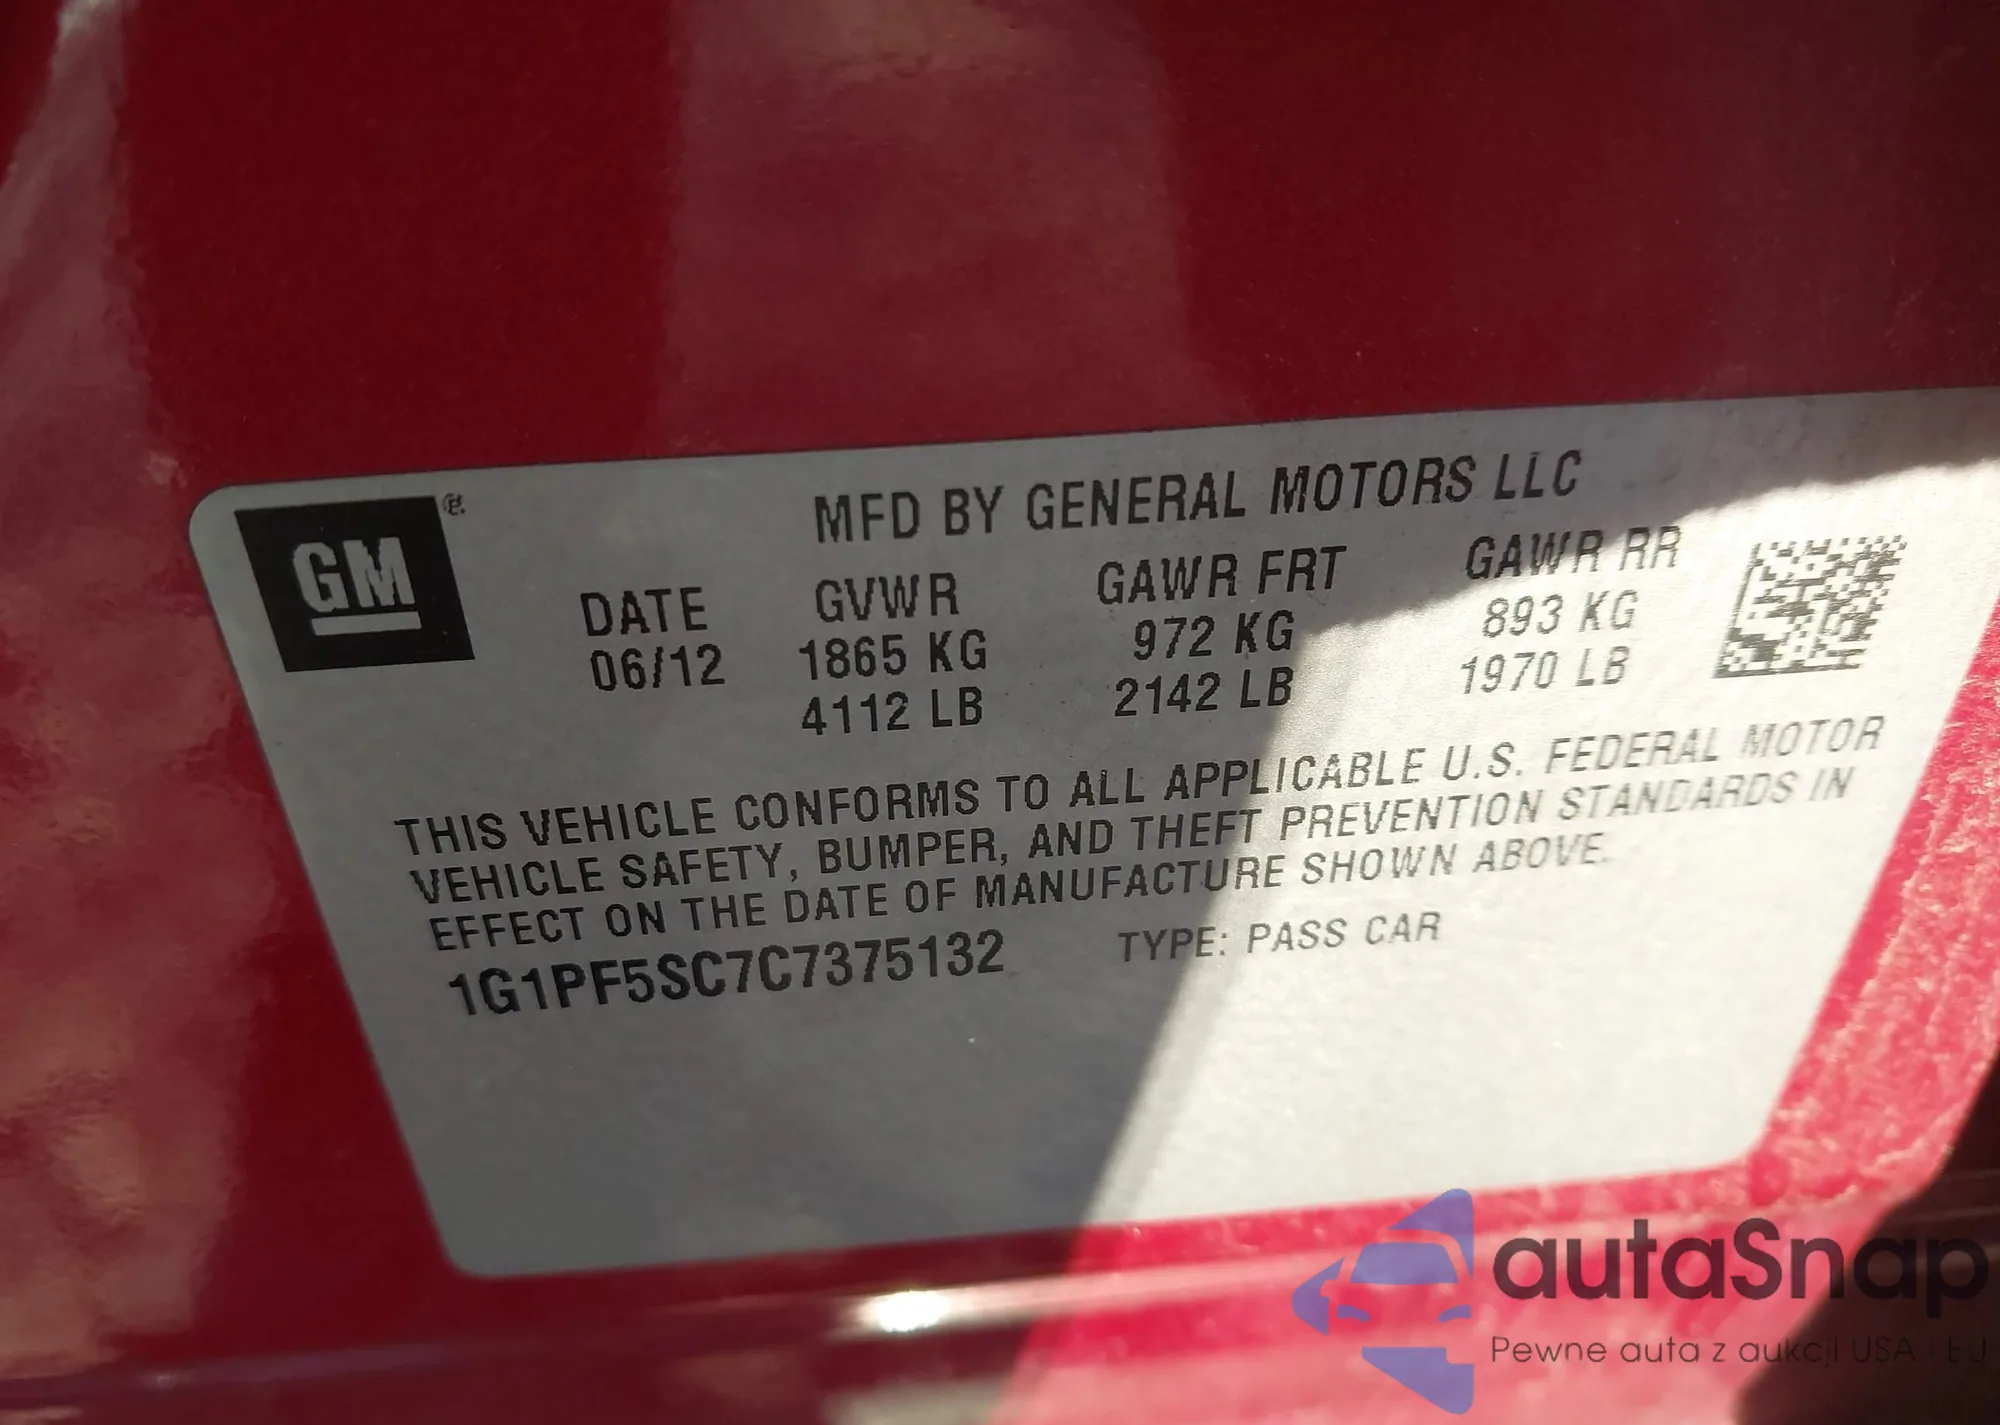 GM
MFD BY GENERAL MOTORS LLC
DATE GVWR GAWR FRT GAWR RR
06/12 1865 KG 972 KG 893 KG
4112 LB 2142 LB 1970 LB
THIS VEHICLE CONFORMS TO ALL APPLICABLE U.S. FEDERAL MOTOR
VEHICLE SAFETY, BUMPER, AND THEFT PREVENTION STANDARDS IN
EFFECT ON THE DATE OF MANUFACTURE SHOWN ABOVE.
1G1PF5SC7C7375132 TYPE: PASS CAR
autaSnap
Pewne auta z aukcji USA i EU